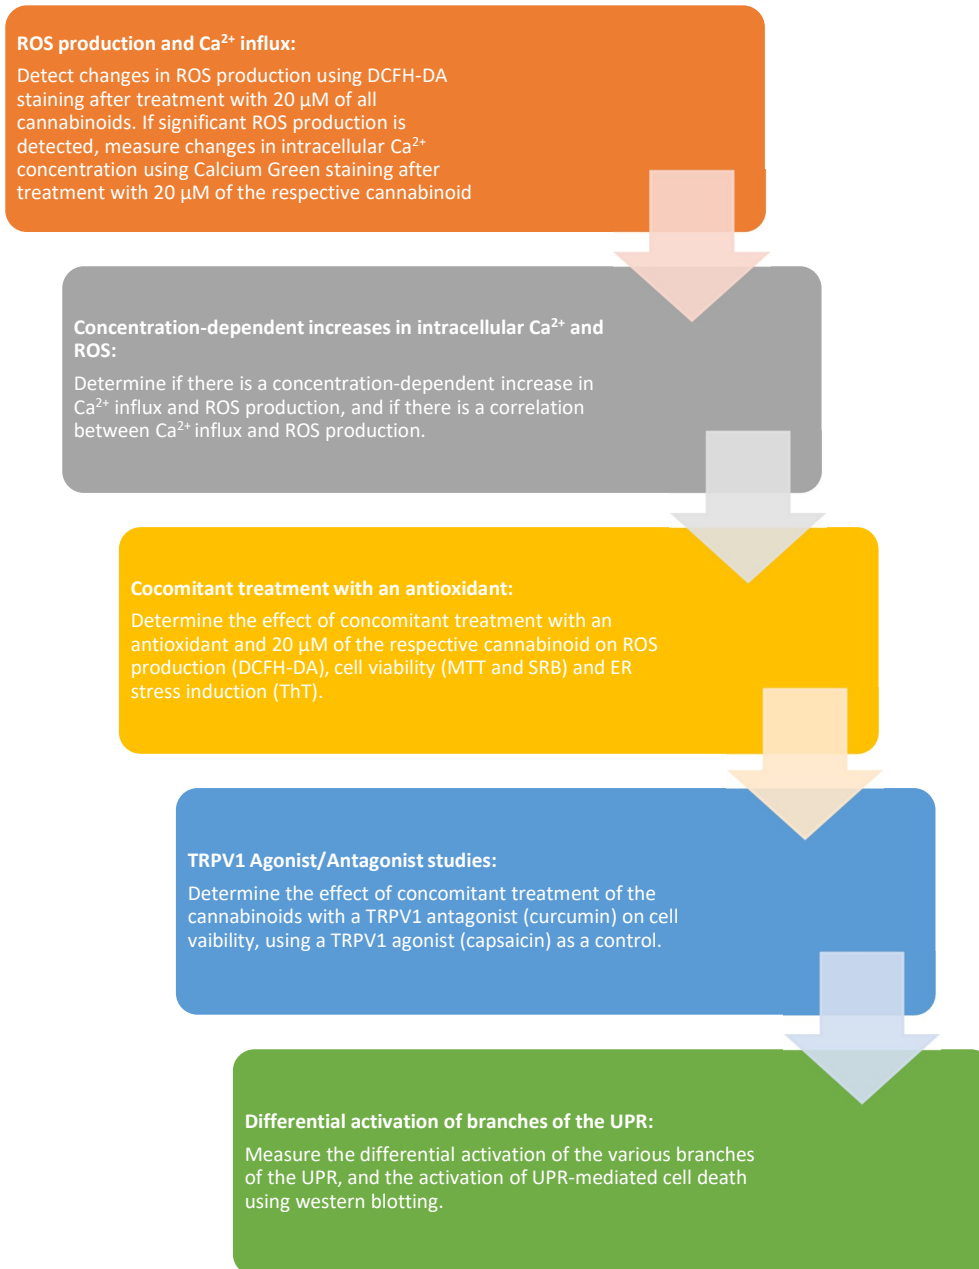 ROS production and Ca²⁺ influx:
Detect changes in ROS production using DCFH-DA
staining after treatment with 20 µM of all
cannabinoids. If significant ROS production is
detected, measure changes in intracellular Ca²⁺
concentration using Calcium Green staining after
treatment with 20 µM of the respective cannabinoid
Concentration-dependent increases in intracellular Ca²⁺ and
ROS:
Determine if there is a concentration-dependent increase in
Ca²⁺ influx and ROS production, and if there is a correlation
between Ca²⁺ influx and ROS production.
Cocomitant treatment with an antioxidant:
Determine the effect of concomitant treatment with an
antioxidant and 20 µM of the respective cannabinoid on ROS
production (DCFH-DA), cell viability (MTT and SRB) and ER
stress induction (ThT).
TRPV1 Agonist/Antagonist studies:
Determine the effect of concomitant treatment of the
cannabinoids with a TRPV1 antagonist (curcumin) on cell
vaibility, using a TRPV1 agonist (capsaicin) as a control.
Differential activation of branches of the UPR:
Measure the differential activation of the various branches
of the UPR, and the activation of UPR-mediated cell death
using western blotting.